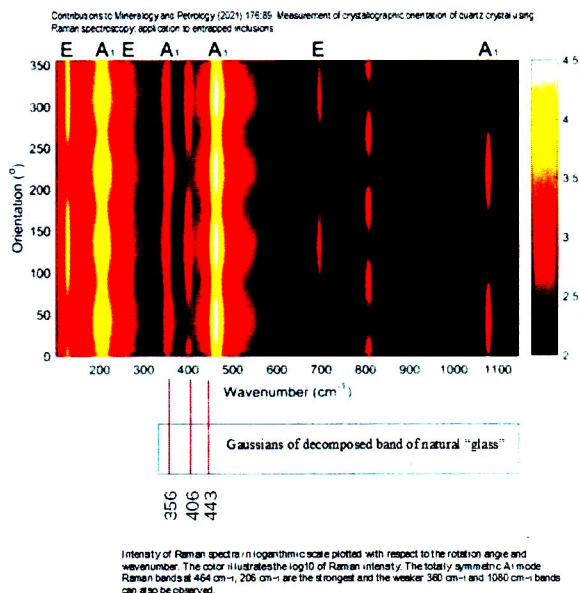 Contributions to Mineralogy and Petrology (2021) 176:89 Measurement of crystallographic orientation of quartz crystal using
Raman spectroscopy: application to entrapped inclusions
E A1 E A1 A1 E A1
350
300
250
200
150
100
50
0
Orientation (°)
200 300 400 500 600 700 800 900 1000 1100
Wavenumber (cm-1)
4.5
4
3.5
3
2.5
2
Gaussians of decomposed band of natural "glass"
356
406
443
Intensity of Raman spectra in logarithmic scale plotted with respect to the rotation angle and
wavenumber. The color illustrates the log10 of Raman intensity. The totally symmetric A1 mode
Raman bands at 464 cm−1, 206 cm−1 are the strongest and the weaker 360 cm−1 and 1080 cm−1 bands
can also be observed.